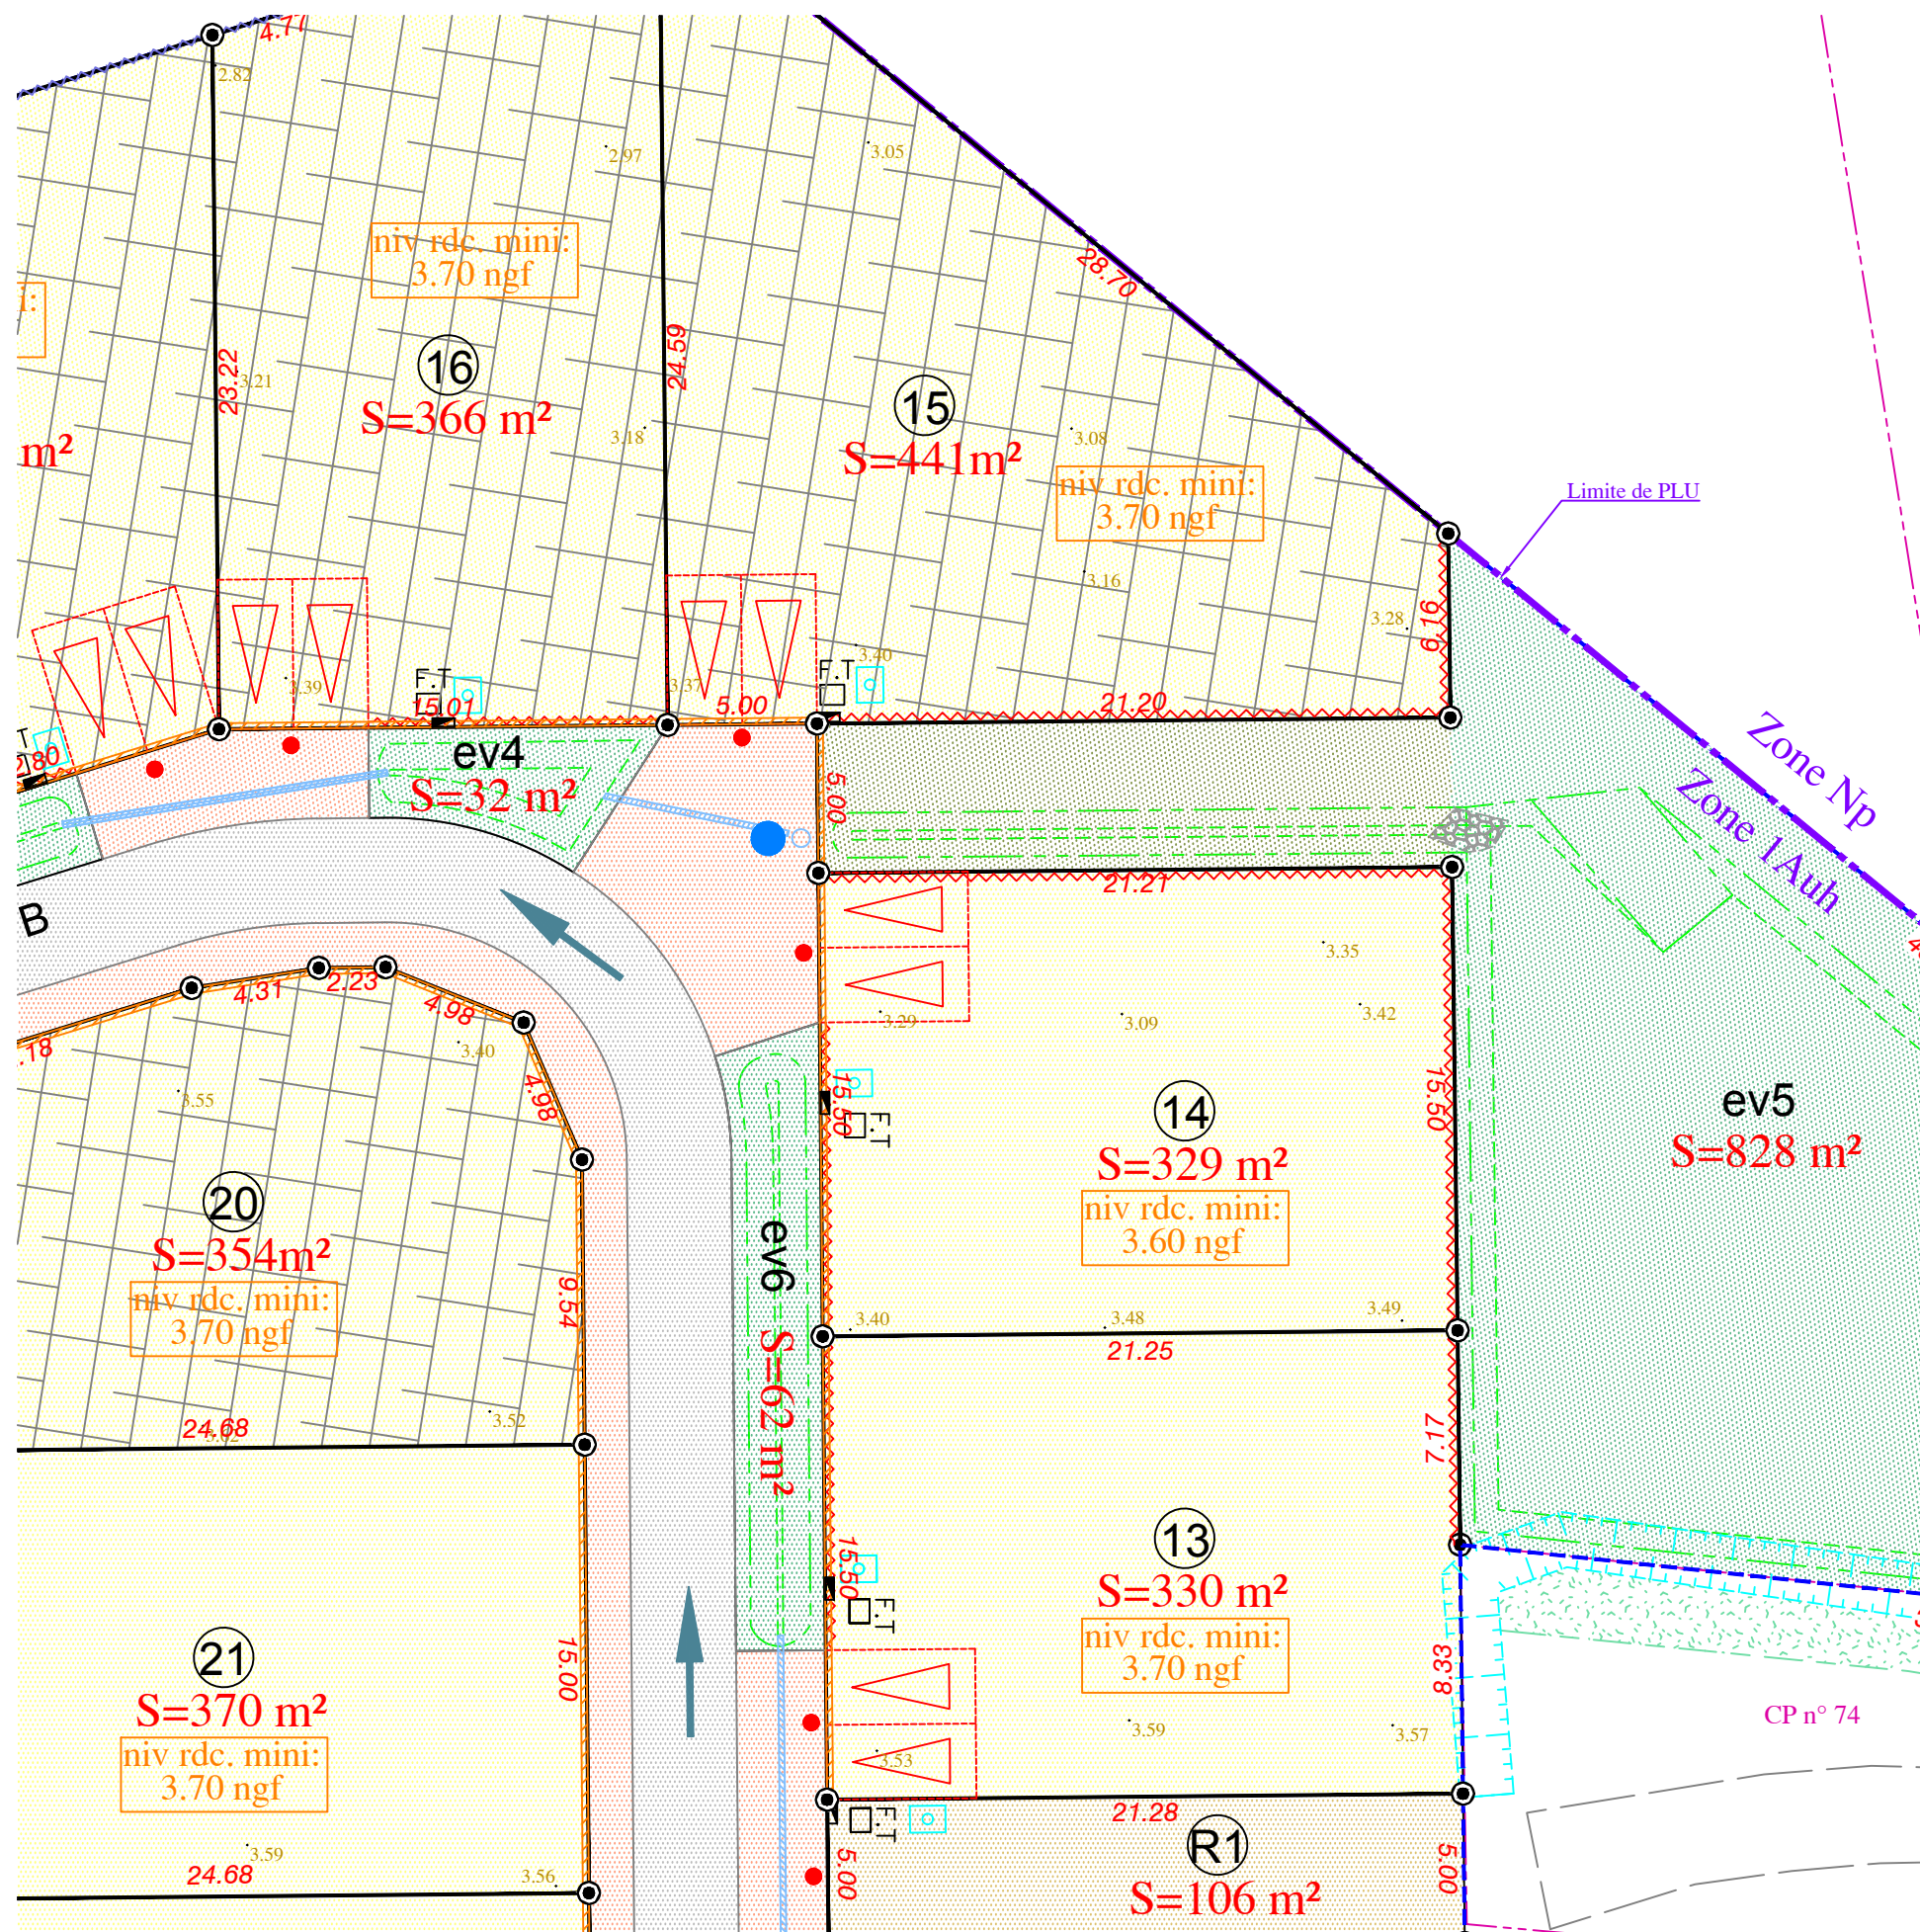 4.77
2.82
2.97
3.05
niv rdc. mini:
3.70 ngf
28.70
i:
16
S=366 m²
23.22
3.21
24.59
15
S=441m²
3.18
3.08
m²
niv rdc. mini:
3.70 ngf
Limite de PLU
3.16
3.28
6.16
3.40
3.39
3.37
F.T
F.T
15.01
5.00
21.20
T
2.80
ev4
S=32 m²
5.00
Zone Np
Zone 1Auh
21.21
B
3.35
4.31
2.23
4.98
3.29
3.09
3.42
.18
3.40
4.98
3.55
15.50
F.T
14
S=329 m²
niv rdc. mini:
3.60 ngf
15.50
ev5
S=828 m²
20
S=354m²
niv rdc. mini:
3.70 ngf
9.54
ev6
S=62 m²
3.40
3.48
3.49
21.25
3.52
24.68
7.17
15.50
F.T
13
S=330 m²
niv rdc. mini:
3.70 ngf
21
S=370 m²
niv rdc. mini:
3.70 ngf
15.00
8.33
CP n° 74
3.59
3.57
3.53
21.28
F.T
R1
S=106 m²
5.00
5.00
3.59
24.68
3.56